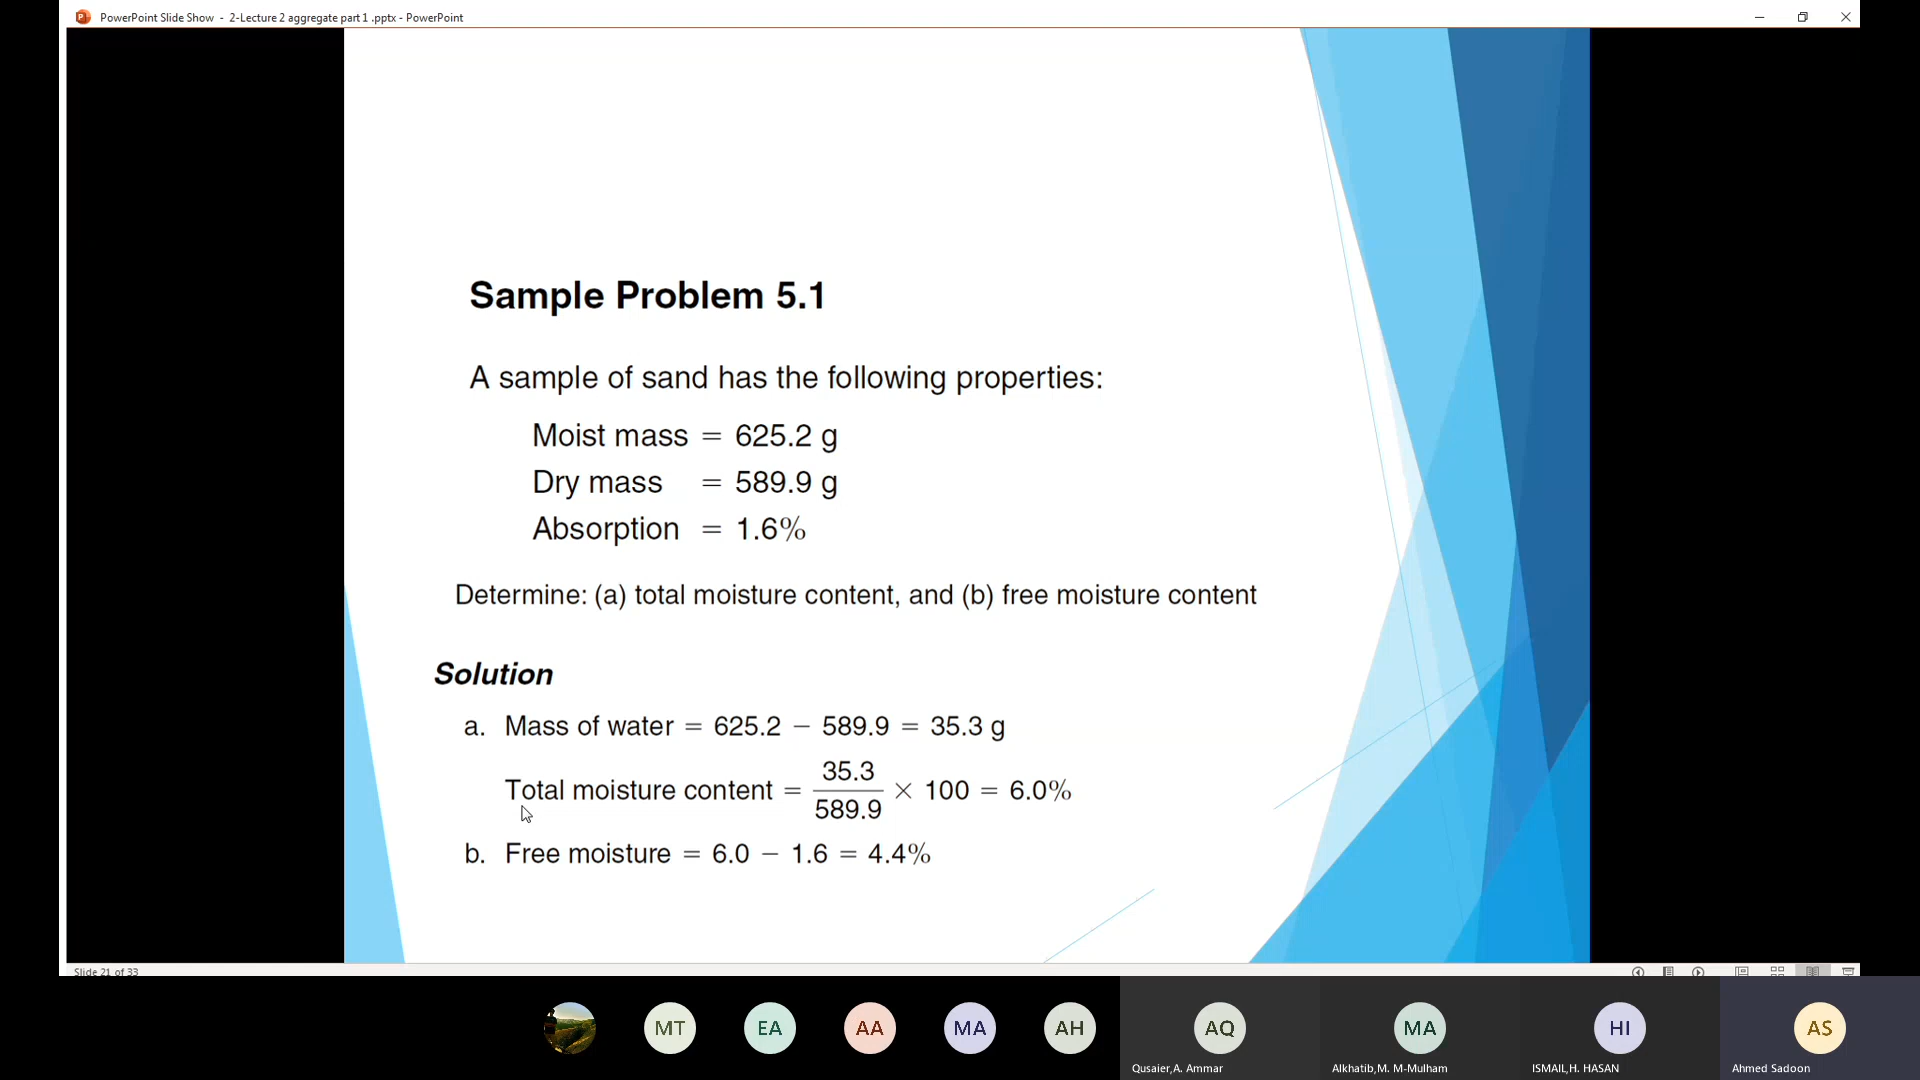 PowerPoint Slide Show - 2-Lecture 2 aggregate part 1 .pptx - PowerPoint
Sample Problem 5.1
A sample of sand has the following properties:
Moist mass = 625.2 g
Dry mass = 589.9 g
Absorption = 1.6%
Determine: (a) total moisture content, and (b) free moisture content
Solution
a. Mass of water = 625.2 − 589.9 = 35.3 g
Total moisture content = 35.3/589.9 × 100 = 6.0%
b. Free moisture = 6.0 − 1.6 = 4.4%
Slide 21 of 33
MT EA AA MA AH AQ MA HI AS
Qusaier,A. Ammar Alkhatib,M. M-Mulham ISMAIL,H. HASAN Ahmed Sadoon